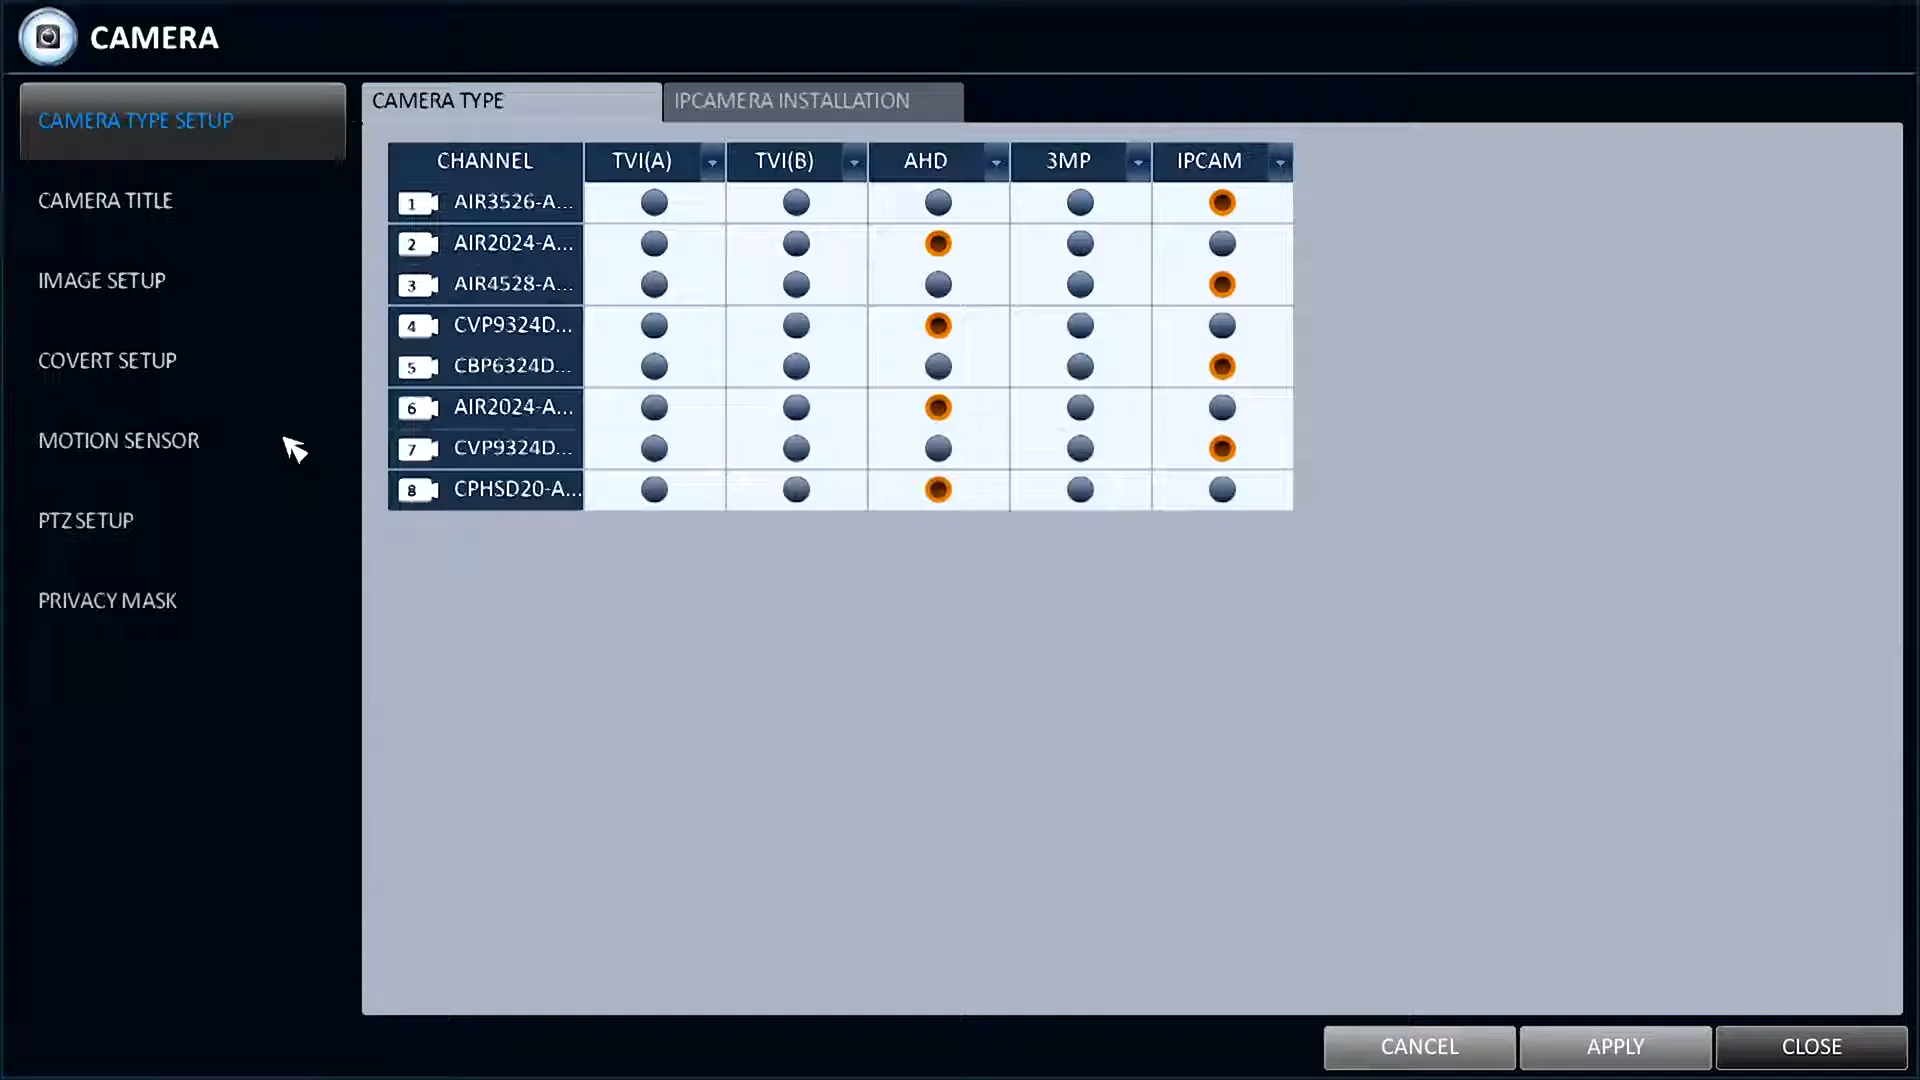 CAMERA
CAMERA TYPE SETUP
CAMERA TITLE
IMAGE SETUP
COVERT SETUP
MOTION SENSOR
PTZ SETUP
PRIVACY MASK
CAMERA TYPE
IPCAMERA INSTALLATION
CHANNEL TVI(A) TVI(B) AHD 3MP IPCAM
1 AIR3526-A...
2 AIR2024-A...
3 AIR4528-A...
4 CVP9324D...
5 CBP6324D...
6 AIR2024-A...
7 CVP9324D...
8 CPHSD20-A...
CANCEL APPLY CLOSE